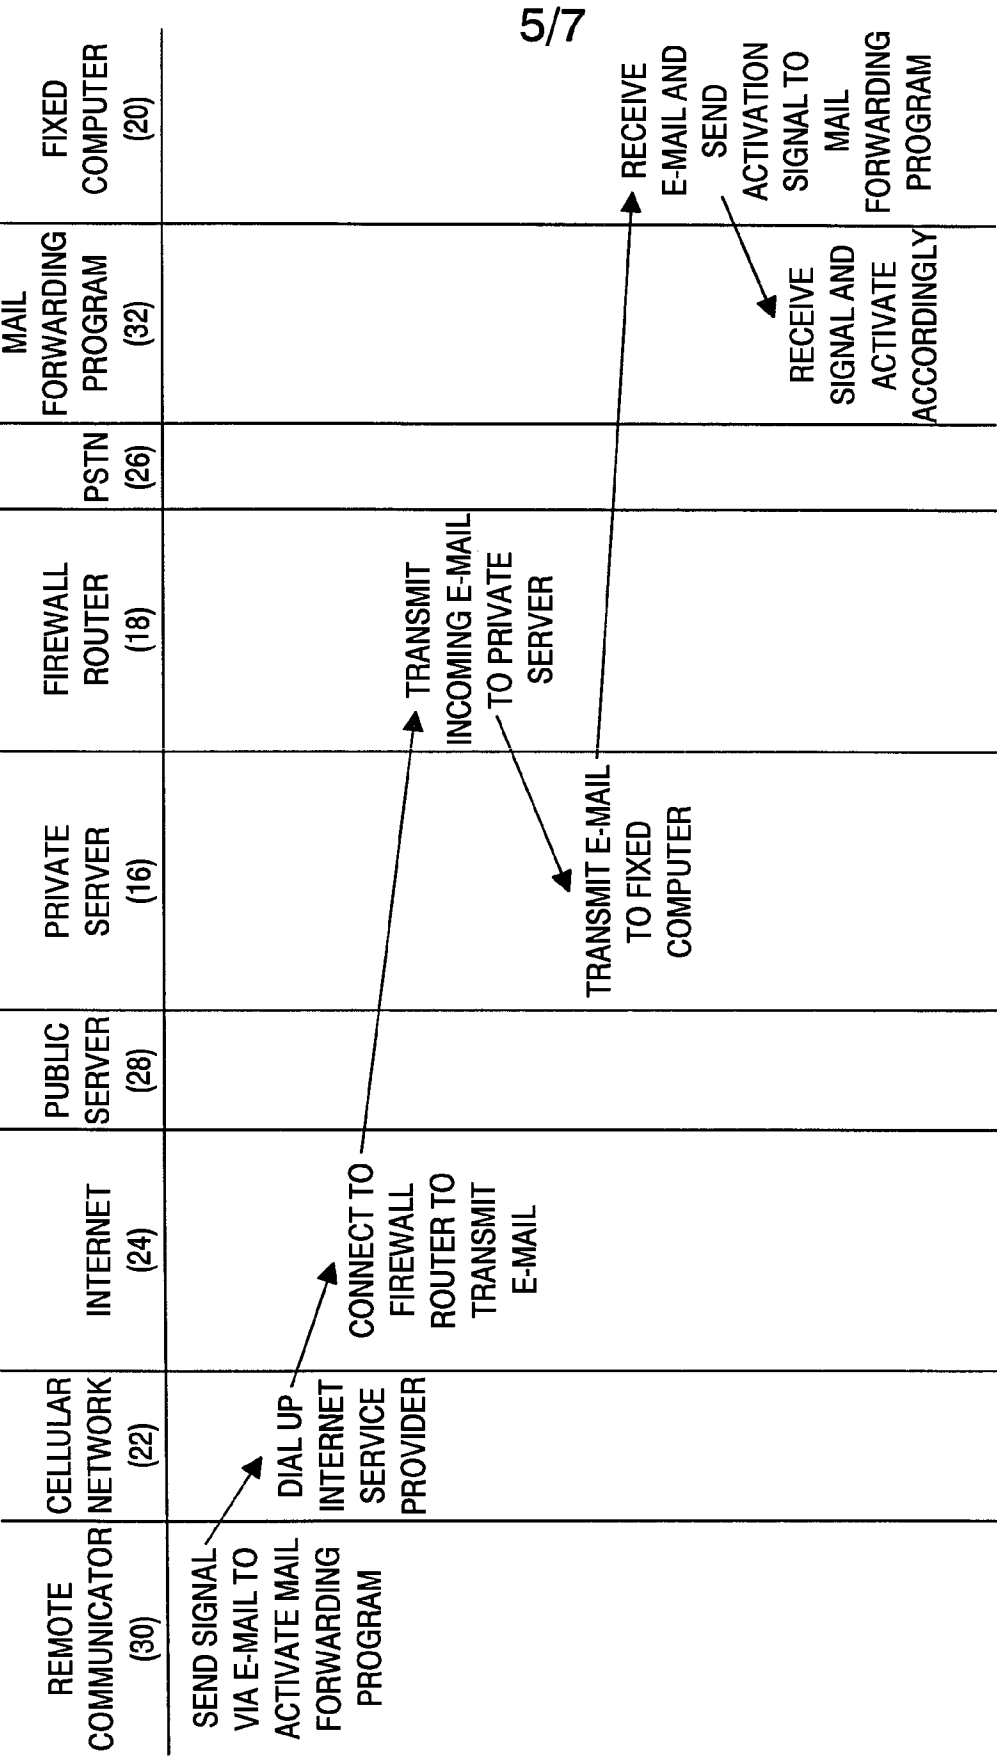 5/7
REMOTE
COMMUNICATOR
(30)
CELLULAR
NETWORK
(22)
INTERNET
(24)
PUBLIC
SERVER
(28)
PRIVATE
SERVER
(16)
FIREWALL
ROUTER
(18)
PSTN
(26)
MAIL
FORWARDING
PROGRAM
(32)
FIXED
COMPUTER
(20)
SEND SIGNAL
VIA E-MAIL TO
ACTIVATE MAIL
FORWARDING
PROGRAM
DIAL UP
INTERNET
SERVICE
PROVIDER
CONNECT TO
FIREWALL
ROUTER TO
TRANSMIT
E-MAIL
TRANSMIT
INCOMING E-MAIL
TO PRIVATE
SERVER
TRANSMIT E-MAIL
TO FIXED
COMPUTER
RECEIVE
E-MAIL AND
SEND
ACTIVATION
SIGNAL TO
MAIL
FORWARDING
PROGRAM
RECEIVE
SIGNAL AND
ACTIVATE
ACCORDINGLY